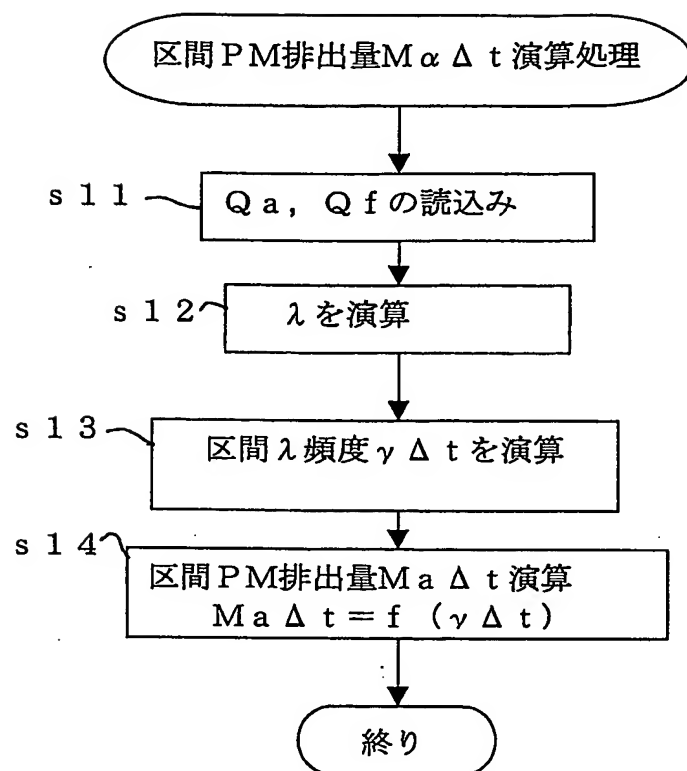 区間PM排出量MαΔt演算処理
s11
Qa, Qfの読込み
s12
λを演算
s13
区間λ頻度γΔtを演算
s14
区間PM排出量MaΔt演算
MaΔt=f (γΔt)
終り